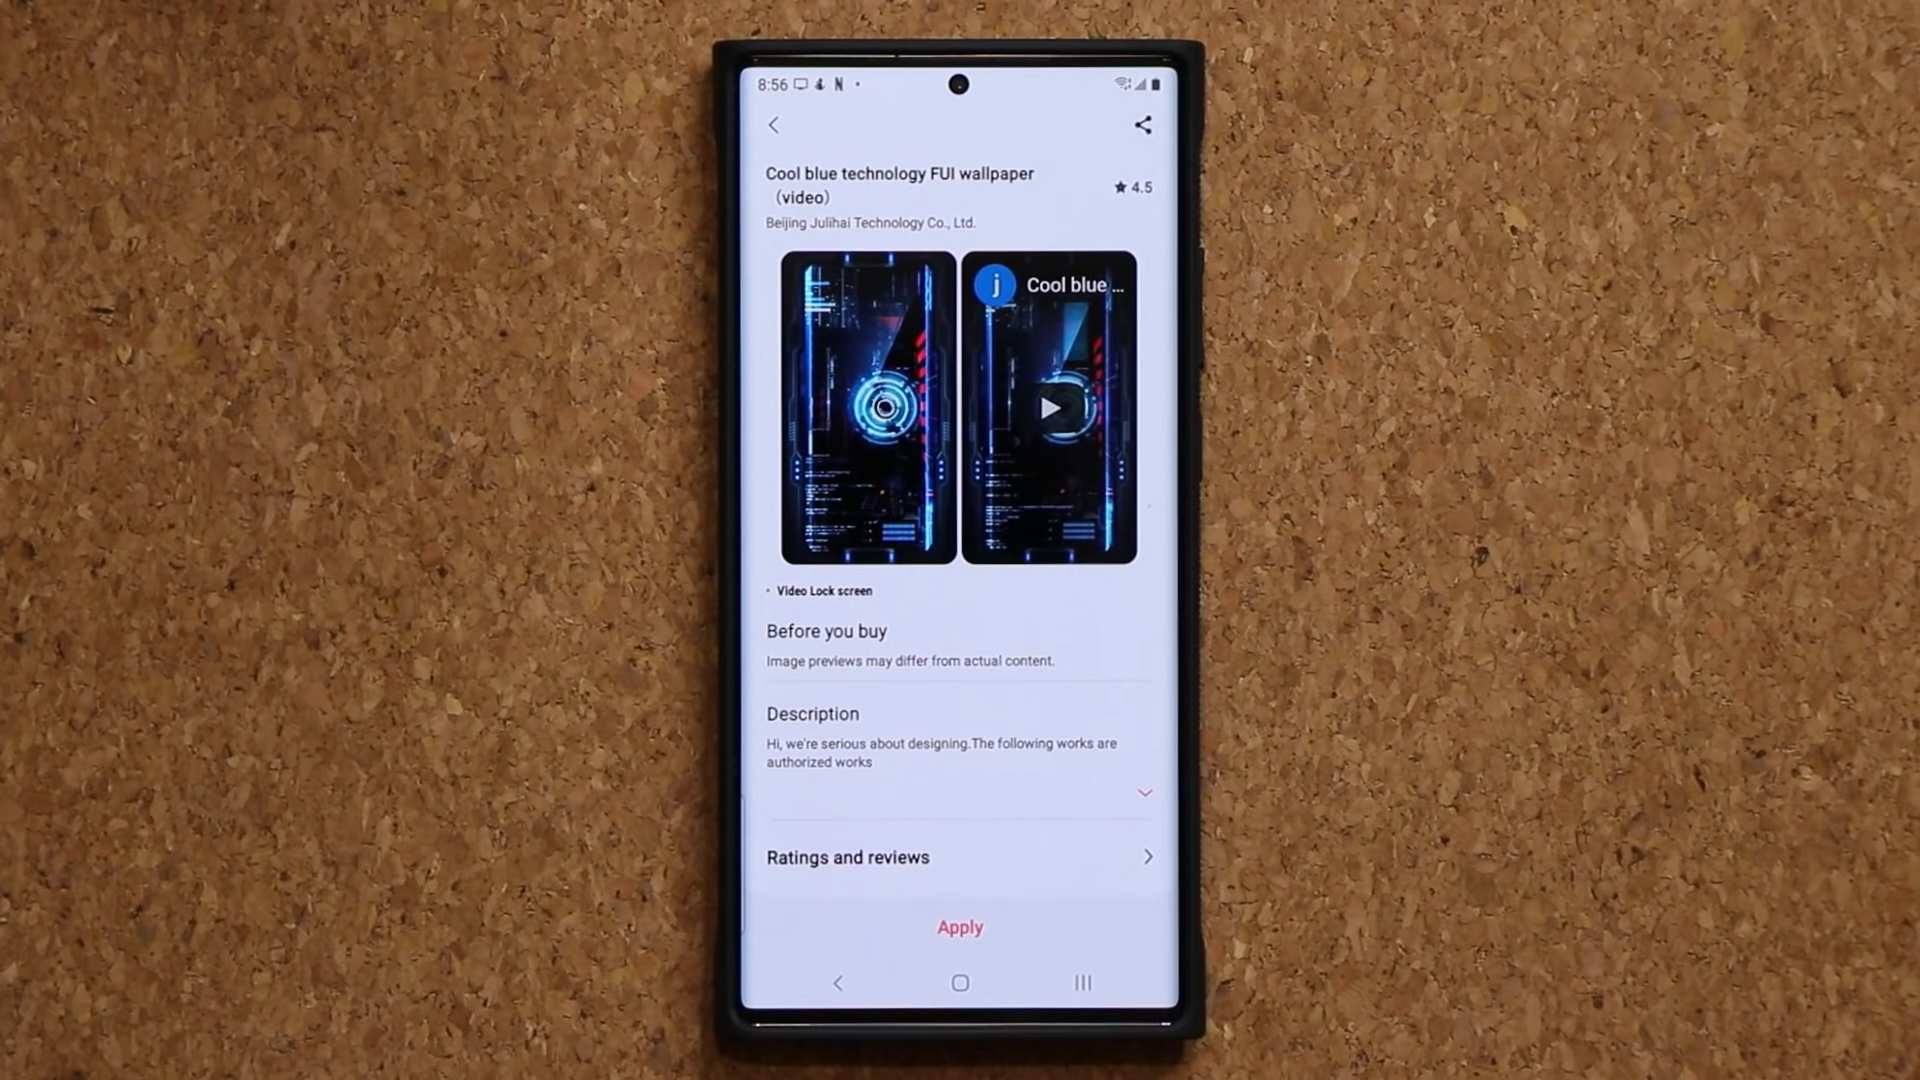 8:56
Cool blue technology FUI wallpaper
（video）
★ 4.5
Beijing Julihai Technology Co., Ltd.
j Cool blue ...
• Video Lock screen
Before you buy
Image previews may differ from actual content.
Description
Hi, we're serious about designing.The following works are
authorized works
Ratings and reviews
Apply